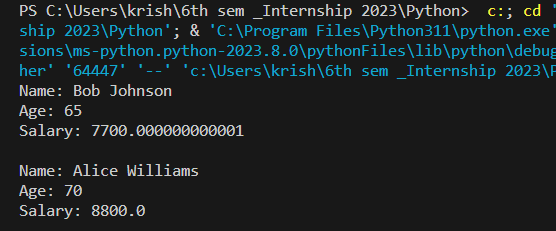 PS C:\Users\krish\6th sem _Internship 2023\Python>  c:; cd '
ship 2023\Python'; & 'C:\Program Files\Python311\python.exe'
sions\ms-python.python-2023.8.0\pythonFiles\lib\python\debug
her' '64447' '--' 'c:\Users\krish\6th sem _Internship 2023\P
Name: Bob Johnson
Age: 65
Salary: 7700.000000000001

Name: Alice Williams
Age: 70
Salary: 8800.0